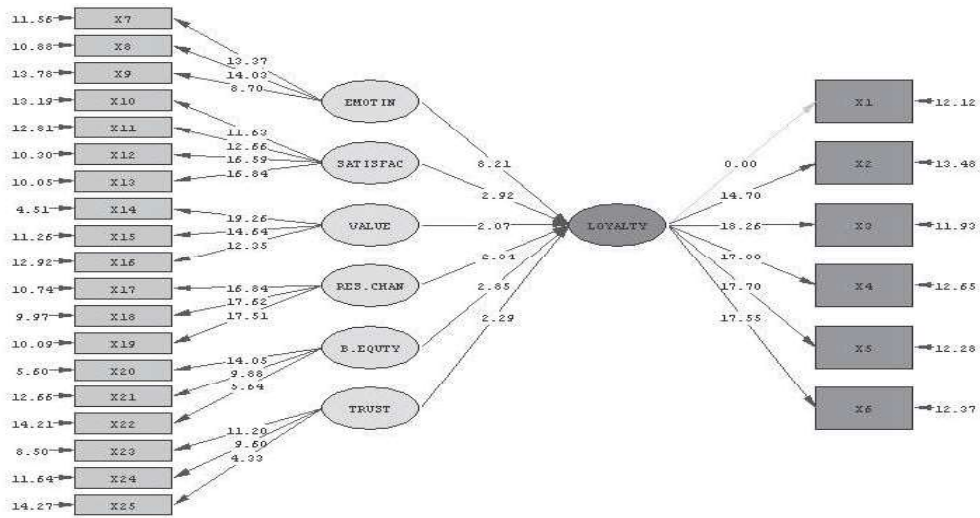 11.56 X7
10.88 X8
13.78 X9
13.19 X10
12.81 X11
10.30 X12
10.05 X13
4.51 X14
11.26 X15
12.92 X16
10.74 X17
9.97 X18
10.09 X19
5.60 X20
12.66 X21
14.21 X22
8.50 X23
11.64 X24
14.27 X25
13.37
14.03
8.70
11.63
12.66
16.59
16.84
19.26
14.64
12.35
16.84
17.62
17.51
14.05
9.88
5.64
11.20
9.60
4.33
EMOTIN
SATISFAC
VALUE
RES.CHAN
B.EQUTY
TRUST
8.21
2.92
2.07
2.04
2.85
2.29
LOYALTY
0.00
14.70
18.26
17.00
17.70
17.55
X1 12.12
X2 13.48
X3 11.93
X4 12.65
X5 12.28
X6 12.37